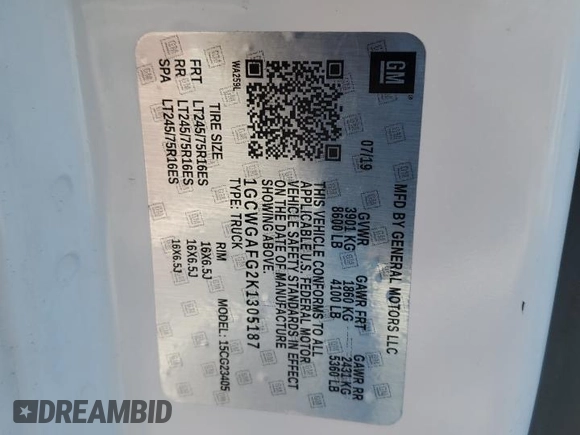 GM
MFD BY GENERAL MOTORS LLC
07/19 GVWR GAWR FRT GAWR RR
3901 KG 1860 KG 2431 KG
8600 LB 4100 LB 5360 LB
THIS VEHICLE CONFORMS TO ALL
APPLICABLE U.S. FEDERAL MOTOR
VEHICLE SAFETY STANDARDS IN EFFECT
ON THE DATE OF MANUFACTURE
SHOWING ABOVE.
1GCWGAFG7K1305187
TYPE: TRUCK 15CG23405
WA259L
TIRE SIZE RIM
FRT LT245/75R16ES 16X6.5J
RR LT245/75R16ES 16X6.5J
SPA LT245/75R16ES 16X6.5J
DREAMBID